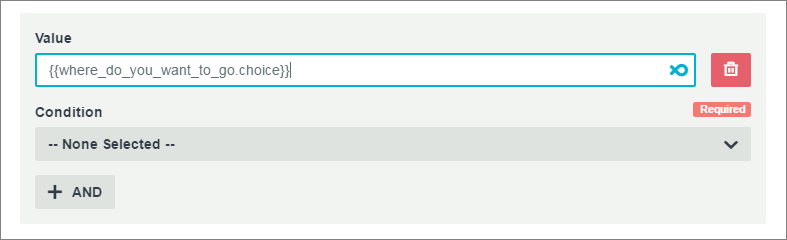 Value
{{where_do_you_want_to_go.choice}}
Condition
Required
-- None Selected --
AND